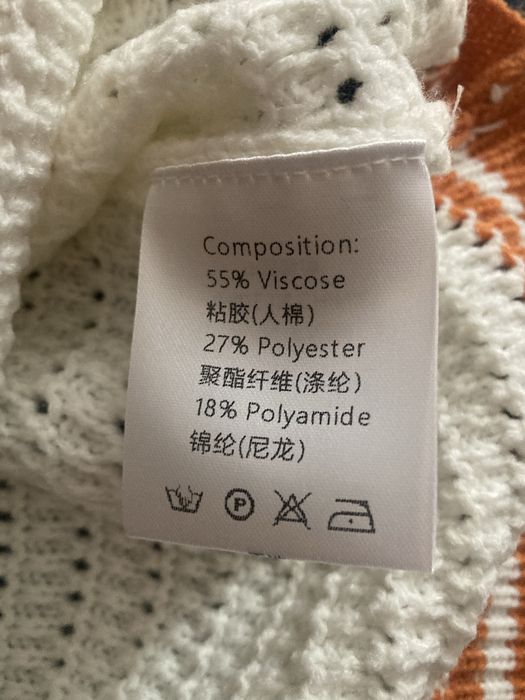 Composition:
55% Viscose
粘胶(人棉)
27% Polyester
聚酯纤维(涤纶)
18% Polyamide
锦纶(尼龙)
P